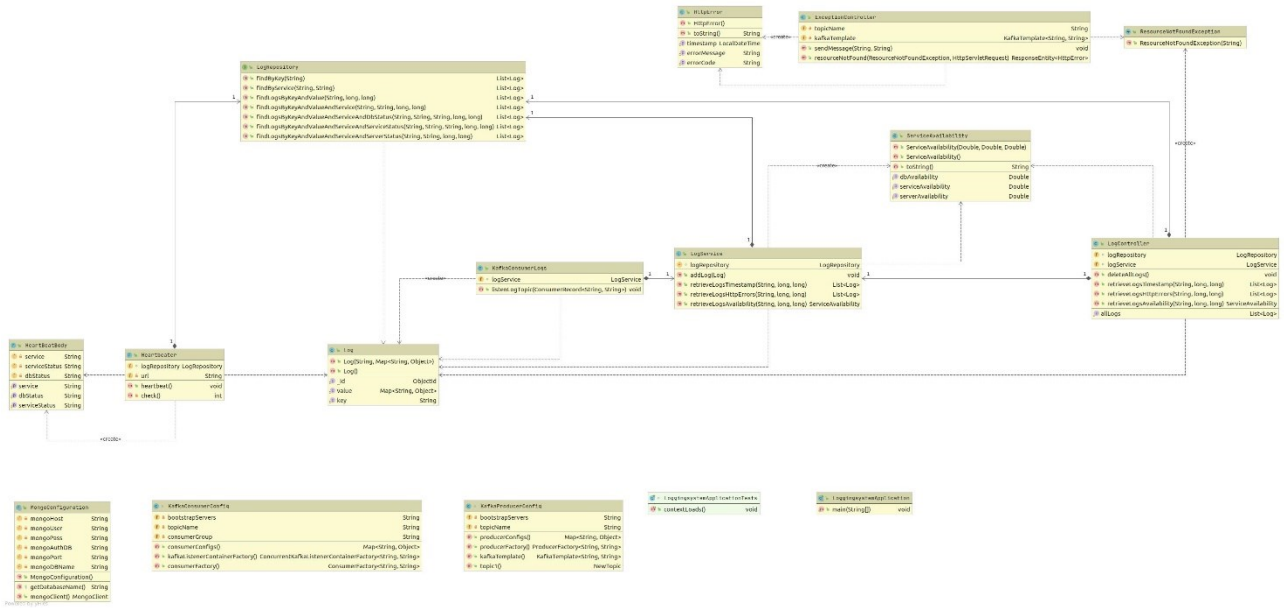 HttpError
HttpError()
toString() String
timestamp LocalDateTime
errorMessage String
errorCode String
ExceptionController
topicName String
kafkaTemplate KafkaTemplate<String, String>
sendMessage(String, String) void
resourceNotFound(ResourceNotFoundException, HttpServletRequest) ResponseEntity<HttpError>
«create»
ResourceNotFoundException
ResourceNotFoundException(String)
LogRepository
findByKey(String) List<Log>
findByService(String, String) List<Log>
findLogsByKeyAndValue(String, long, long) List<Log>
findLogsByKeyAndValueAndService(String, String, long, long) List<Log>
findLogsByKeyAndValueAndServiceAndDbStatus(String, String, String, long, long) List<Log>
findLogsByKeyAndValueAndServiceAndServiceStatus(String, String, String, long, long) List<Log>
findLogsByKeyAndValueAndServiceAndServerStatus(String, String, long, long) List<Log>
1
1
1
ServiceAvailability
ServiceAvailability(Double, Double, Double)
ServiceAvailability()
toString() String
dbAvailability Double
serviceAvailability Double
serverAvailability Double
«create»
«create»
1
1
LogService
logRepository LogRepository
addLog(Log) void
retrieveLogsTimestamp(String, long, long) List<Log>
retrieveLogsHttpErrors(String, long, long) List<Log>
retrieveLogsAvailability(String, long, long) ServiceAvailability
LogController
logRepository LogRepository
logService LogService
deleteAllLogs() void
retrieveLogsTimestamp(String, long, long) List<Log>
retrieveLogsHttpErrors(String, long, long) List<Log>
retrieveLogsAvailability(String, long, long) ServiceAvailability
allLogs List<Log>
KafkaConsumerLogs
logService LogService
listenLogTopic(ConsumerRecord<String, String>) void
«create»
1 1
1 1
HeartBeatBody
service String
serviceStatus String
dbStatus String
service String
dbStatus String
serviceStatus String
1
Heartbeater
logRepository LogRepository
url String
heartbeat() void
check() int
«create»
Log
Log(String, Map<String, Object>)
Log()
_id ObjectId
value Map<String, Object>
key String
MongoConfiguration
mongoHost String
mongoUser String
mongoPass String
mongoAuthDB String
mongoPort String
mongoDBName String
MongoConfiguration()
getDatabaseName() String
mongoClient() MongoClient
KafkaConsumerConfig
bootstrapServers String
topicName String
consumerGroup String
consumerConfigs() Map<String, Object>
kafkaListenerContainerFactory() ConcurrentKafkaListenerContainerFactory<String, String>
consumerFactory() ConsumerFactory<String, String>
KafkaProducerConfig
bootstrapServers String
topicName String
producerConfigs() Map<String, Object>
producerFactory() ProducerFactory<String, String>
kafkaTemplate() KafkaTemplate<String, String>
topic1() NewTopic
LoggingsystemApplicationTests
contextLoads() void
LoggingsystemApplication
main(String[]) void
Powered by yFiles